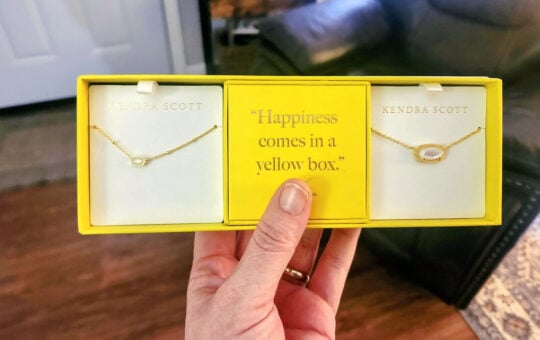 KENDRA SCOTT
"Happiness
comes in a
yellow box."
KENDRA SCOTT